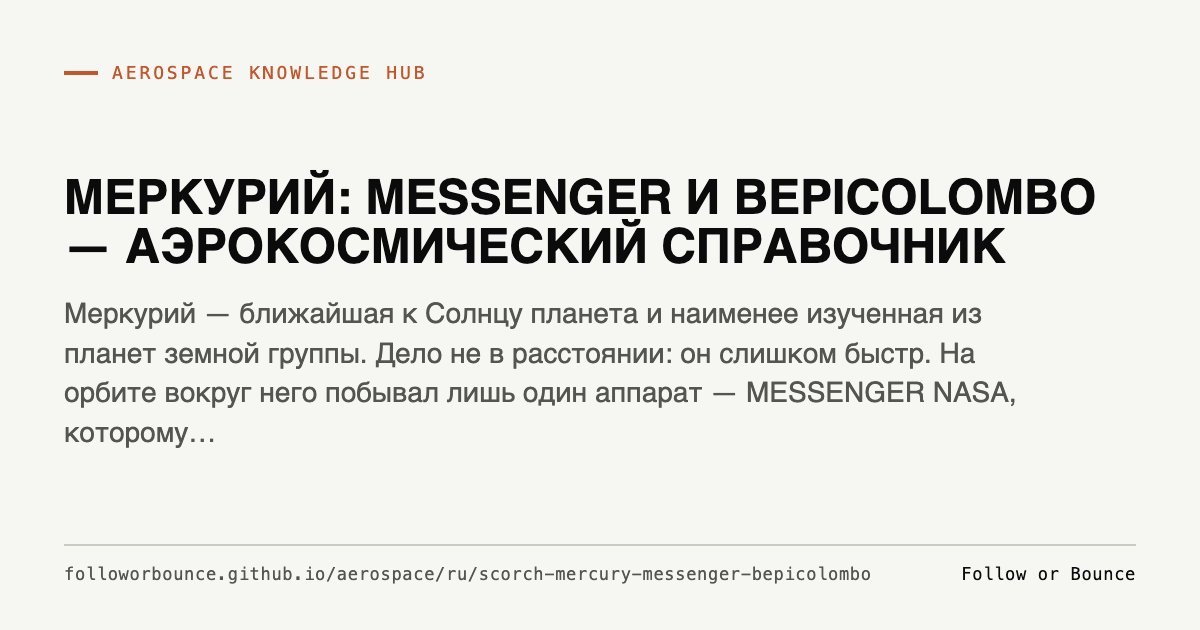 AEROSPACE KNOWLEDGE HUB
МЕРКУРИЙ: MESSENGER И BEPICOLOMBO
— АЭРОКОСМИЧЕСКИЙ СПРАВОЧНИК
Меркурий — ближайшая к Солнцу планета и наименее изученная из
планет земной группы. Дело не в расстоянии: он слишком быстр. На
орбите вокруг него побывал лишь один аппарат — MESSENGER NASA,
которому…
followorbounce.github.io/aerospace/ru/scorch-mercury-messenger-bepicolombo
Follow or Bounce